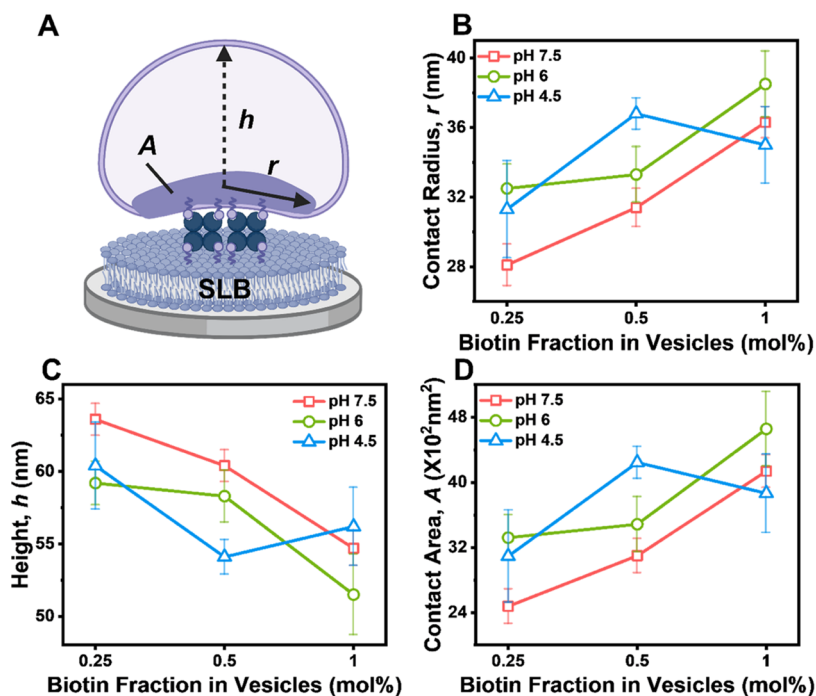 A
h
A
r
SLB
B
pH 7.5
pH 6
pH 4.5
40
36
32
28
Contact Radius, r (nm)
0.25 0.5 1
Biotin Fraction in Vesicles (mol%)
C
pH 7.5
pH 6
pH 4.5
65
60
55
50
Height, h (nm)
0.25 0.5 1
Biotin Fraction in Vesicles (mol%)
D
pH 7.5
pH 6
pH 4.5
48
40
32
24
Contact Area, A (X10²nm²)
0.25 0.5 1
Biotin Fraction in Vesicles (mol%)